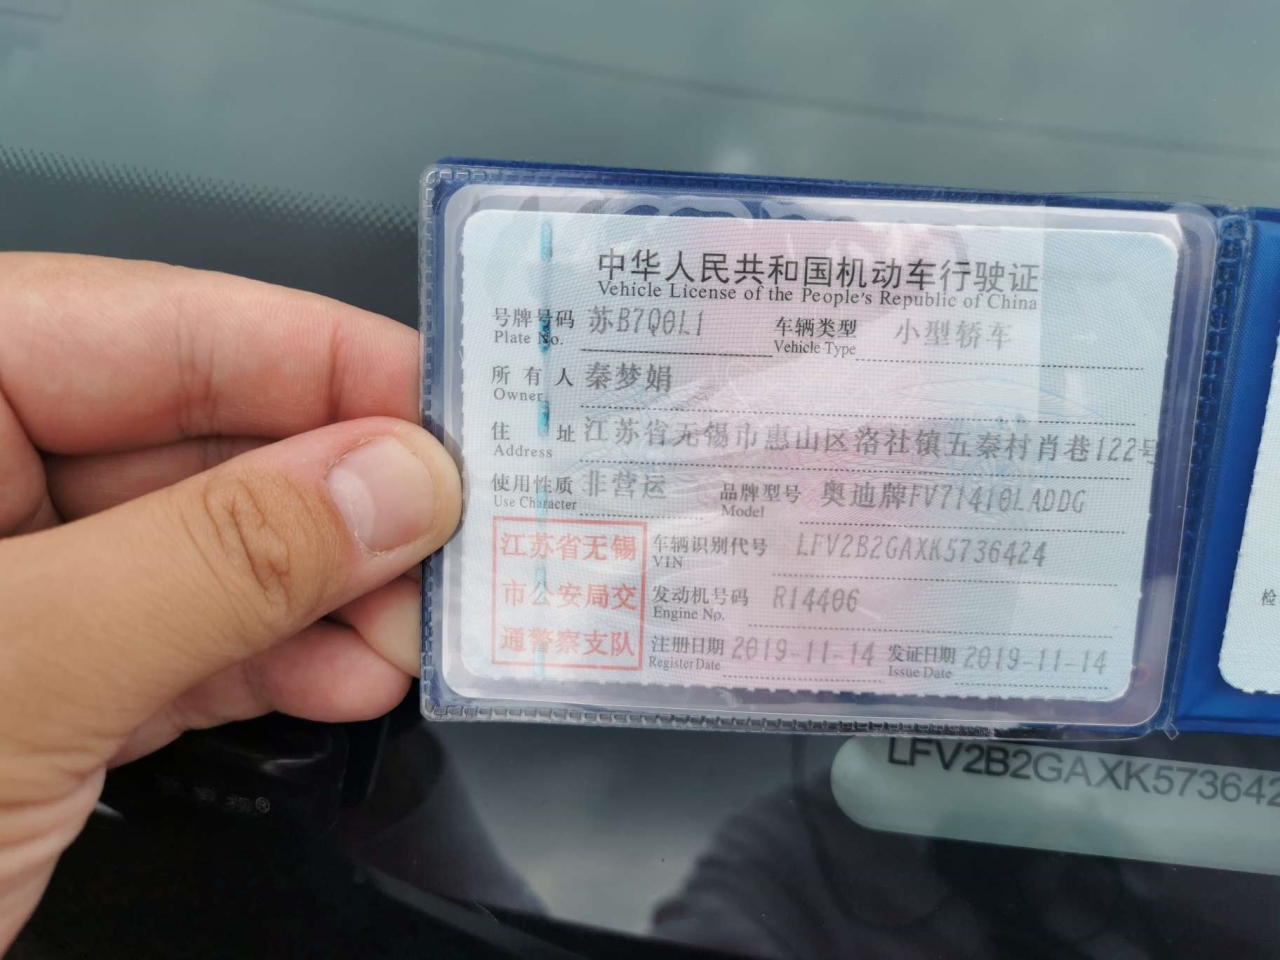 中华人民共和国机动车行驶证
Vehicle License of the People's Republic of China
号牌号码 苏B7Q0L1 车辆类型 小型轿车
Plate No. Vehicle Type
所有人 秦梦娟
Owner
住址 江苏省无锡市惠山区洛社镇五秦村肖巷122号
Address
使用性质 非营运 品牌型号 奥迪牌FV71410LADDG
Use Character Model
江苏省无锡 车辆识别代号 LFV2B2GAXK5736424
VIN
市公安局交 发动机号码 R14406
Engine No.
通警察支队 注册日期 2019-11-14 发证日期 2019-11-14
Register Date Issue Date
检
LFV2B2GAXK573642